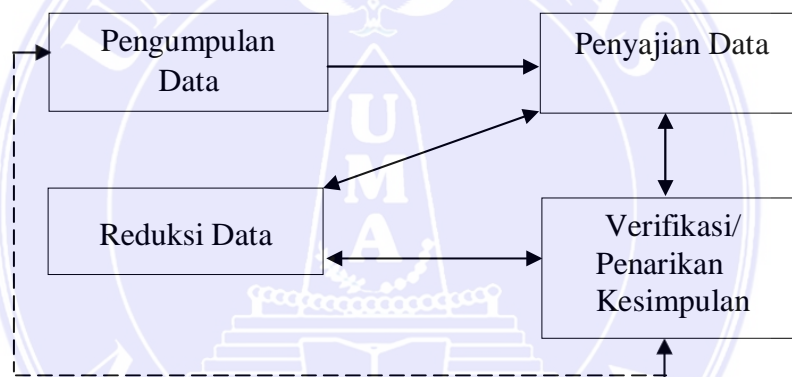 Pengumpulan
Data
Penyajian Data
Reduksi Data
Verifikasi/
Penarikan
Kesimpulan
U
M
A